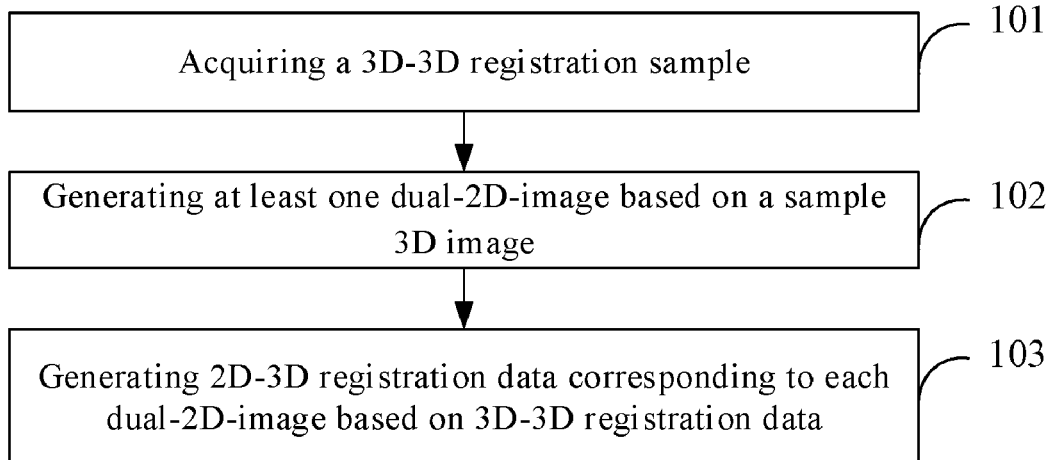 101
Acquiring a 3D-3D registration sample
102
Generating at least one dual-2D-image based on a sample
3D image
103
Generating 2D-3D registration data corresponding to each
dual-2D-image based on 3D-3D registration data